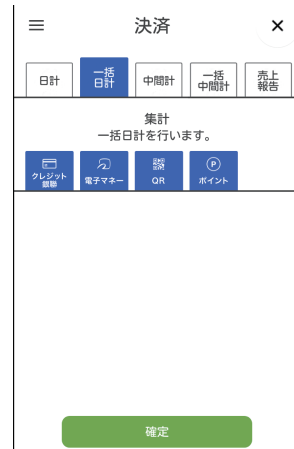 決済
日計
一括
日計
中間計
一括
中間計
売上
報告
集計
一括日計を行います。
クレジット
銀聯
電子マネー
QR
P
ポイント
確定